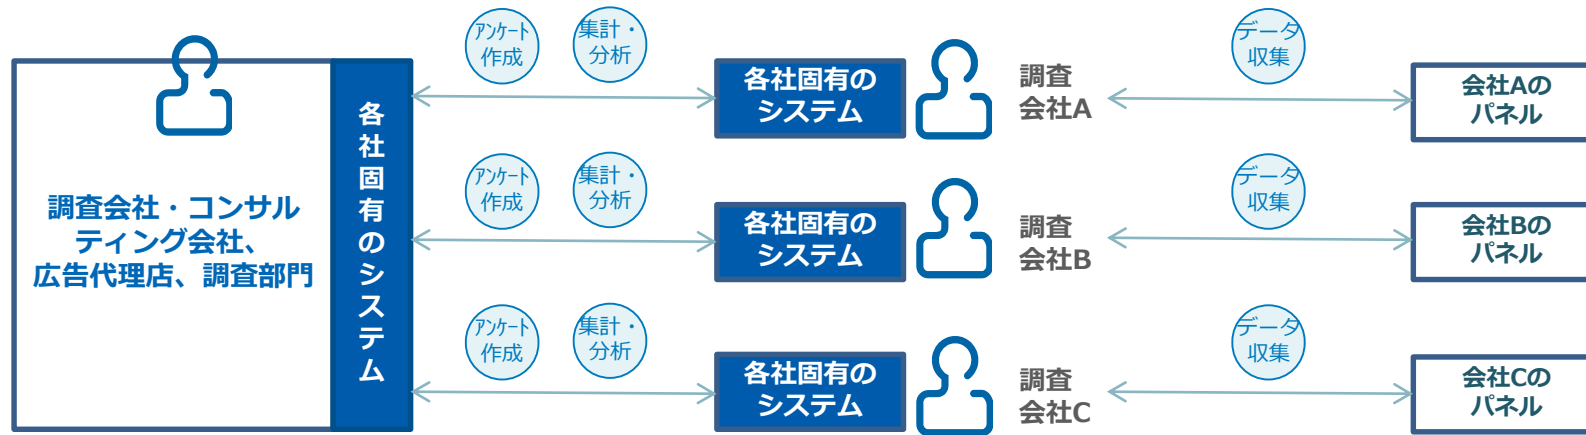 調査会社・コンサル
ティング会社、
広告代理店、調査部門
各社固有のシステム
アンケート
作成
集計・
分析
各社固有の
システム
調査
会社A
データ
収集
会社Aの
パネル
アンケート
作成
集計・
分析
各社固有の
システム
調査
会社B
データ
収集
会社Bの
パネル
アンケート
作成
集計・
分析
各社固有の
システム
調査
会社C
データ
収集
会社Cの
パネル